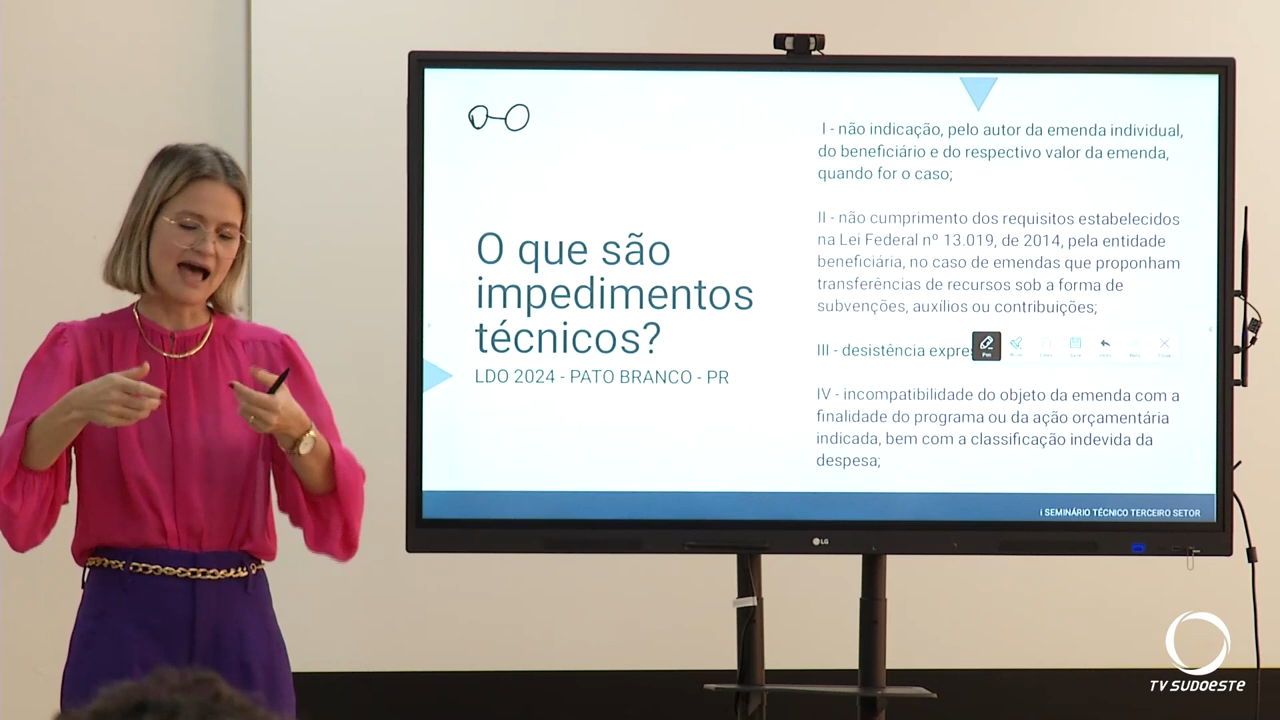 O que são
impedimentos
técnicos?
LDO 2024 - PATO BRANCO - PR
I - não indicação, pelo autor da emenda individual,
do beneficiário e do respectivo valor da emenda,
quando for o caso;
II - não cumprimento dos requisitos estabelecidos
na Lei Federal nº 13.019, de 2014, pela entidade
beneficiária, no caso de emendas que proponham
transferências de recursos sob a forma de
subvenções, auxílios ou contribuições;
III - desistência
Pen
IV - incompatibilidade do objeto da emenda com a
finalidade do programa ou da ação orçamentária
indicada, bem com a classificação indevida da
despesa;
I SEMINÁRIO TÉCNICO TERCEIRO SETOR
LG
TV SUDOESTE